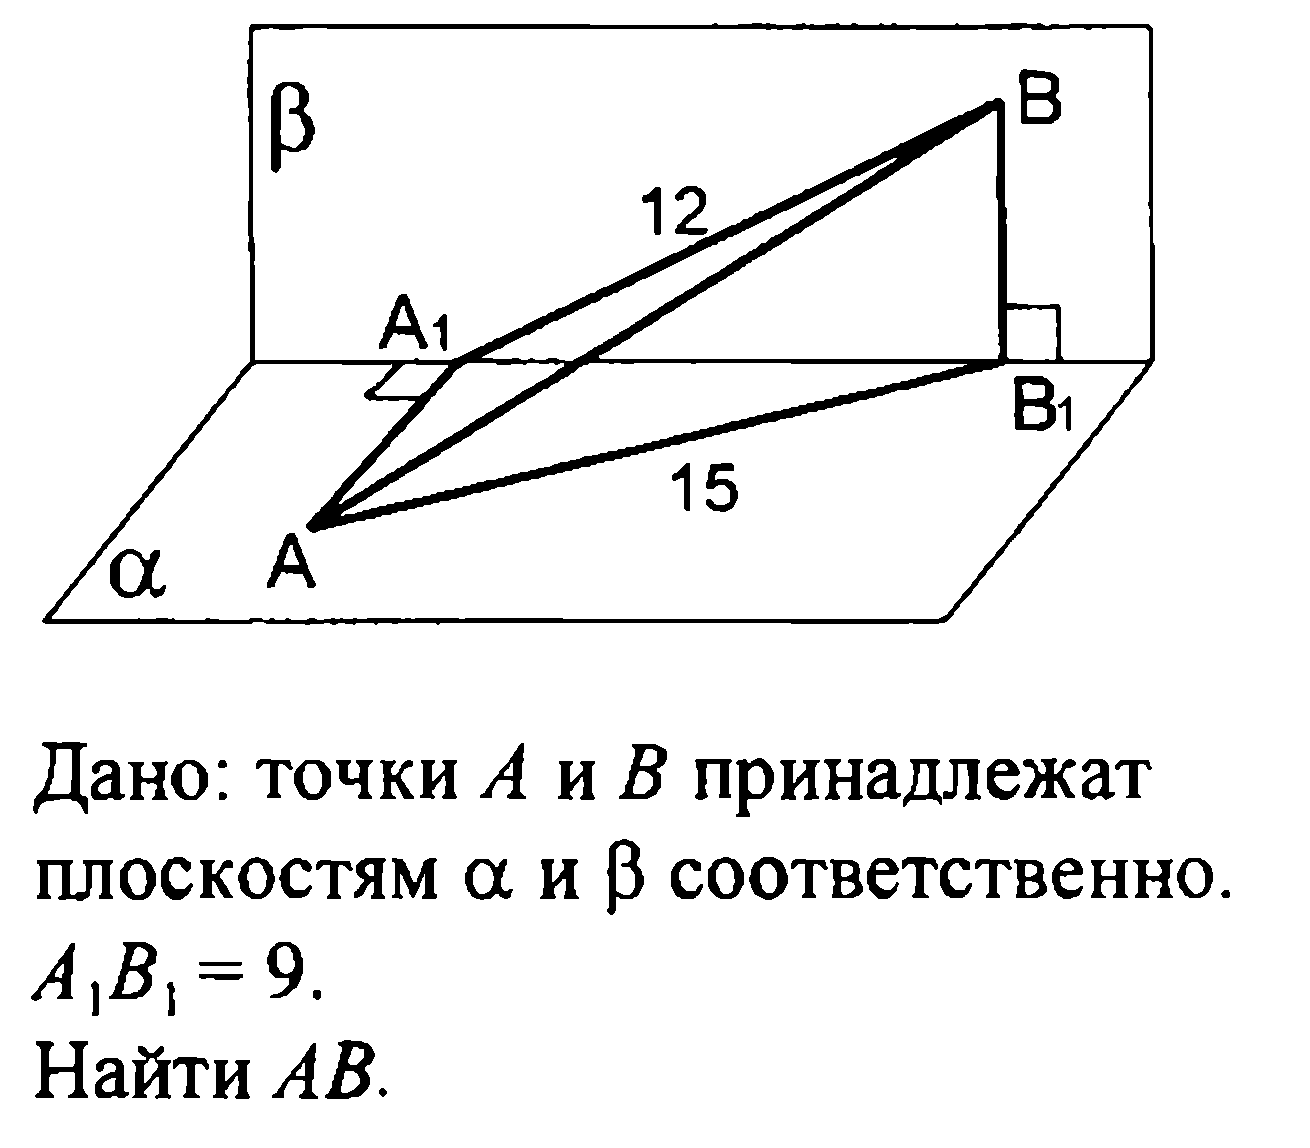 β
B
12
A₁
B₁
15
A
α
Дано: точки A и B принадлежат
плоскостям α и β соответственно.
A₁B₁ = 9.
Найти AB.